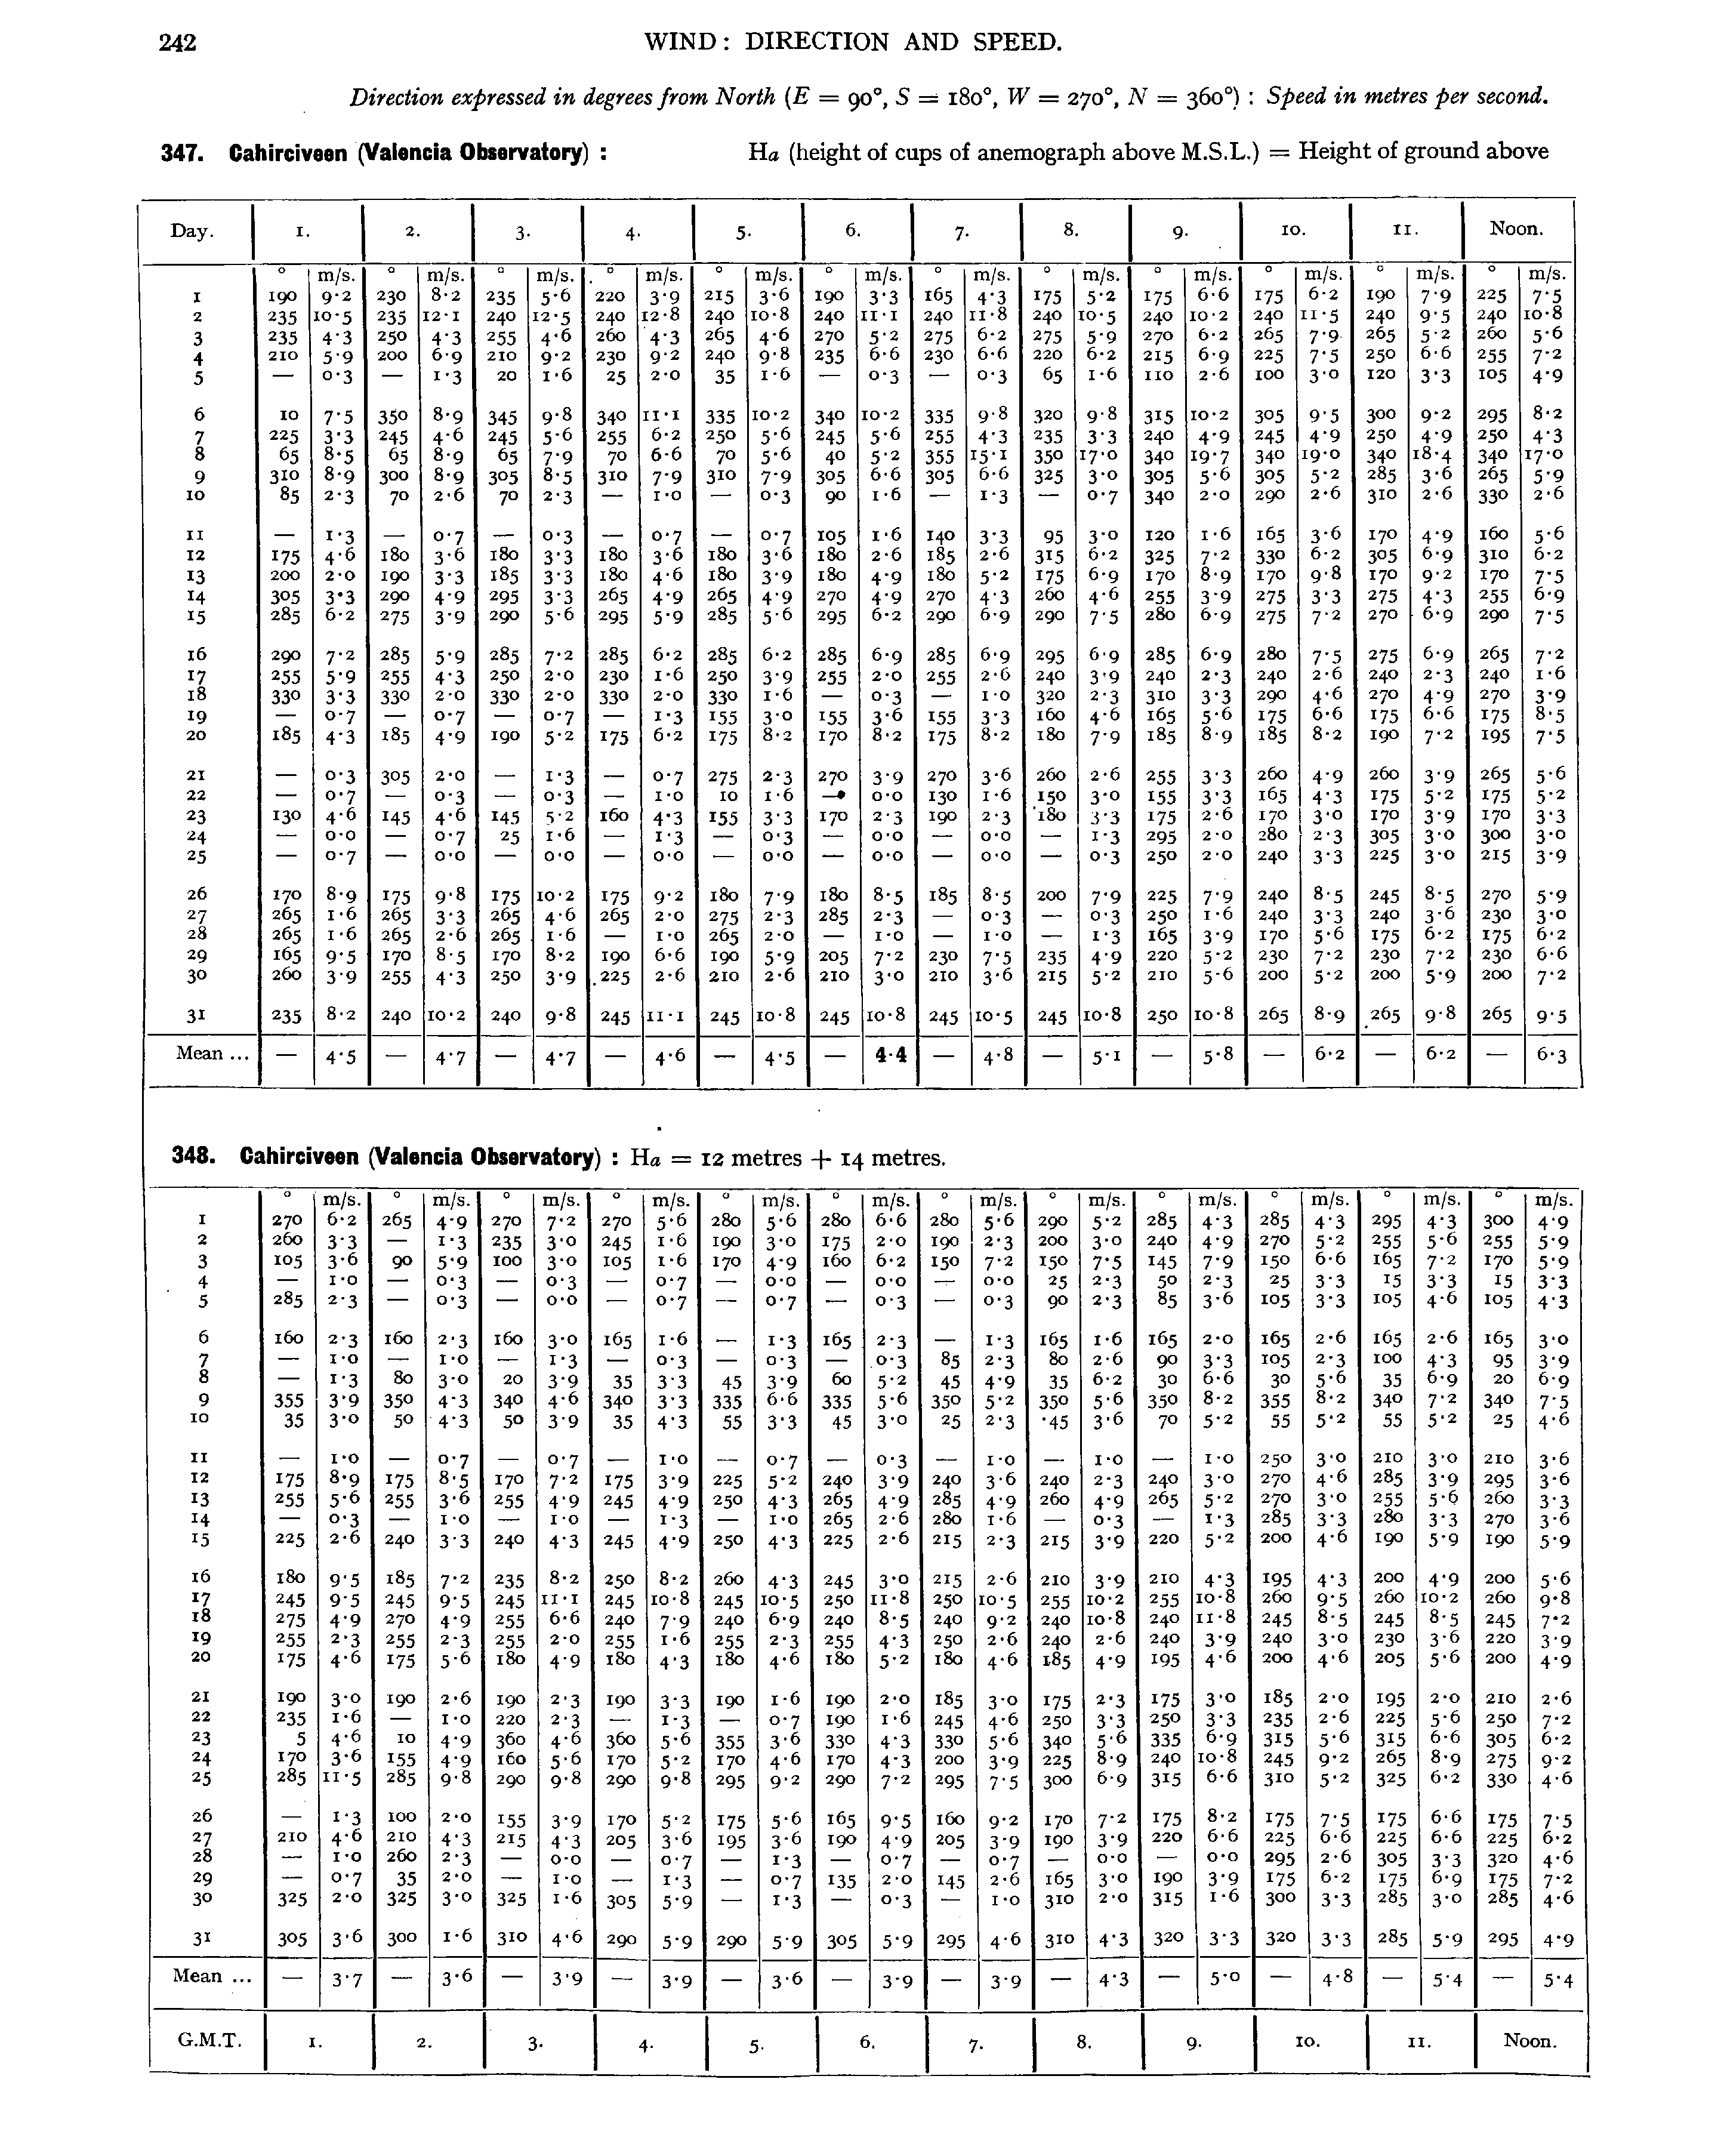 242
WIND: DIRECTION AND SPEED.
Direction expressed in degrees from North (E = 90°, S = 180°, W = 270°, N = 360°) : Speed in metres per second.
347. Cahirciveen (Valencia Observatory) : Ha (height of cups of anemograph above M.S.L.) = Height of ground above
Day. 1. 2. 3. 4. 5. 6. 7. 8. 9. 10. 11. Noon.
° m/s. ° m/s. ° m/s. ° m/s. ° m/s. ° m/s. ° m/s. ° m/s. ° m/s. ° m/s. ° m/s. ° m/s.
1 190 9·2 230 8·2 235 5·6 220 3·9 215 3·6 190 3·3 165 4·3 175 5·2 175 6·6 175 6·2 190 7·9 225 7·5
2 235 10·5 235 12·1 240 12·5 240 12·8 240 10·8 240 11·1 240 11·8 240 10·5 240 10·2 240 11·5 240 9·5 240 10·8
3 235 4·3 250 4·3 255 4·6 260 4·3 265 4·6 270 5·2 275 6·2 275 5·9 270 6·2 265 7·9 265 5·2 260 5·6
4 210 5·9 200 6·9 210 9·2 230 9·2 240 9·8 235 6·6 230 6·6 220 6·2 215 6·9 225 7·5 250 6·6 255 7·2
5 — 0·3 — 1·3 20 1·6 25 2·0 35 1·6 — 0·3 — 0·3 65 1·6 110 2·6 100 3·0 120 3·3 105 4·9
6 10 7·5 350 8·9 345 9·8 340 11·1 335 10·2 340 10·2 335 9·8 320 9·8 315 10·2 305 9·5 300 9·2 295 8·2
7 225 3·3 245 4·6 245 5·6 255 6·2 250 5·6 245 5·6 255 4·3 235 3·3 240 4·9 245 4·9 250 4·9 250 4·3
8 65 8·5 65 8·9 65 7·9 70 6·6 70 5·6 40 5·2 355 15·1 350 17·0 340 19·7 340 19·0 340 18·4 340 17·0
9 310 8·9 300 8·9 305 8·5 310 7·9 310 7·9 305 6·6 305 6·6 325 3·0 305 5·6 305 5·2 285 3·6 265 5·9
10 85 2·3 70 2·6 70 2·3 — 1·0 — 0·3 90 1·6 — 1·3 — 0·7 340 2·0 290 2·6 310 2·6 330 2·6
11 — 1·3 — 0·7 — 0·3 — 0·7 — 0·7 105 1·6 140 3·3 95 3·0 120 1·6 165 3·6 170 4·9 160 5·6
12 175 4·6 180 3·6 180 3·3 180 3·6 180 3·6 180 2·6 185 2·6 315 6·2 325 7·2 330 6·2 305 6·9 310 6·2
13 200 2·0 190 3·3 185 3·3 180 4·6 180 3·9 180 4·9 180 5·2 175 6·9 170 8·9 170 9·8 170 9·2 170 7·5
14 305 3·3 290 4·9 295 3·3 265 4·9 265 4·9 270 4·9 270 4·3 260 4·6 255 3·9 275 3·3 275 4·3 255 6·9
15 285 6·2 275 3·9 290 5·6 295 5·9 285 5·6 295 6·2 290 6·9 290 7·5 280 6·9 275 7·2 270 6·9 290 7·5
16 290 7·2 285 5·9 285 7·2 285 6·2 285 6·2 285 6·9 285 6·9 295 6·9 285 6·9 280 7·5 275 6·9 265 7·2
17 255 5·9 255 4·3 250 2·0 230 1·6 250 3·9 255 2·0 255 2·6 240 3·9 240 2·3 240 2·6 240 2·3 240 1·6
18 330 3·3 330 2·0 330 2·0 330 2·0 330 1·6 — 0·3 — 1·0 320 2·3 310 3·3 290 4·6 270 4·9 270 3·9
19 — 0·7 — 0·7 — 0·7 — 1·3 155 3·0 155 3·6 155 3·3 160 4·6 165 5·6 175 6·6 175 6·6 175 8·5
20 185 4·3 185 4·9 190 5·2 175 6·2 175 8·2 170 8·2 175 8·2 180 7·9 185 8·9 185 8·2 190 7·2 195 7·5
21 — 0·3 305 2·0 — 1·3 — 0·7 275 2·3 270 3·9 270 3·6 260 2·6 255 3·3 260 4·9 260 3·9 265 5·6
22 — 0·7 — 0·3 — 0·3 — 1·0 10 1·6 — 0·0 130 1·6 150 3·0 155 3·3 165 4·3 175 5·2 175 5·2
23 130 4·6 145 4·6 145 5·2 160 4·3 155 3·3 170 2·3 190 2·3 180 3·3 175 2·6 170 3·0 170 3·9 170 3·3
24 — 0·0 — 0·7 25 1·6 — 1·3 — 0·3 — 0·0 — 0·0 — 1·3 295 2·0 280 2·3 305 3·0 300 3·0
25 — 0·7 — 0·0 — 0·0 — 0·0 — 0·0 — 0·0 — 0·0 — 0·3 250 2·0 240 3·3 225 3·0 215 3·9
26 170 8·9 175 9·8 175 10·2 175 9·2 180 7·9 180 8·5 185 8·5 200 7·9 225 7·9 240 8·5 245 8·5 270 5·9
27 265 1·6 265 3·3 265 4·6 265 2·0 275 2·3 285 2·3 — 0·3 — 0·3 250 1·6 240 3·3 240 3·6 230 3·0
28 265 1·6 265 2·6 265 1·6 — 1·0 265 2·0 — 1·0 — 1·0 — 1·3 165 3·9 170 5·6 175 6·2 175 6·2
29 165 9·5 170 8·5 170 8·2 190 6·6 190 5·9 205 7·2 230 7·5 235 4·9 220 5·2 230 7·2 230 7·2 230 6·6
30 260 3·9 255 4·3 250 3·9 225 2·6 210 2·6 210 3·0 210 3·6 215 5·2 210 5·6 200 5·2 200 5·9 200 7·2
31 235 8·2 240 10·2 240 9·8 245 11·1 245 10·8 245 10·8 245 10·5 245 10·8 250 10·8 265 8·9 265 9·8 265 9·5
Mean ... — 4·5 — 4·7 — 4·7 — 4·6 — 4·5 — 4·4 — 4·8 — 5·1 — 5·8 — 6·2 — 6·2 — 6·3
348. Cahirciveen (Valencia Observatory) : Ha = 12 metres + 14 metres.
° m/s. ° m/s. ° m/s. ° m/s. ° m/s. ° m/s. ° m/s. ° m/s. ° m/s. ° m/s. ° m/s. ° m/s.
1 270 6·2 265 4·9 270 7·2 270 5·6 280 5·6 280 6·6 280 5·6 290 5·2 285 4·3 285 4·3 295 4·3 300 4·9
2 260 3·3 — 1·3 235 3·0 245 1·6 190 3·0 175 2·0 190 2·3 200 3·0 240 4·9 270 5·2 255 5·6 255 5·9
3 105 3·6 90 5·9 100 3·0 105 1·6 170 4·9 160 6·2 150 7·2 150 7·5 145 7·9 150 6·6 165 7·2 170 5·9
4 — 1·0 — 0·3 — 0·3 — 0·7 — 0·0 — 0·0 — 0·0 25 2·3 50 2·3 25 3·3 15 3·3 15 3·3
5 285 2·3 — 0·3 — 0·0 — 0·7 — 0·7 — 0·3 — 0·3 90 2·3 85 3·6 105 3·3 105 4·6 105 4·3
6 160 2·3 160 2·3 160 3·0 165 1·6 — 1·3 165 2·3 — 1·3 165 1·6 165 2·0 165 2·6 165 2·6 165 3·0
7 — 1·0 — 1·0 — 1·3 — 0·3 — 0·3 — 0·3 85 2·3 80 2·6 90 3·3 105 2·3 100 4·3 95 3·9
8 — 1·3 80 3·0 20 3·9 35 3·3 45 3·9 60 5·2 45 4·9 35 6·2 30 6·6 30 5·6 35 6·9 20 6·9
9 355 3·9 350 4·3 340 4·6 340 3·3 335 6·6 335 5·6 350 5·2 350 5·6 350 8·2 355 8·2 340 7·2 340 7·5
10 35 3·0 50 4·3 50 3·9 35 4·3 55 3·3 45 3·0 25 2·3 45 3·6 70 5·2 55 5·2 55 5·2 25 4·6
11 — 1·0 — 0·7 — 0·7 — 1·0 — 0·7 — 0·3 — 1·0 — 1·0 — 1·0 250 3·0 210 3·0 210 3·6
12 175 8·9 175 8·5 170 7·2 175 3·9 225 5·2 240 3·9 240 3·6 240 2·3 240 3·0 270 4·6 285 3·9 295 3·6
13 255 5·6 255 3·6 255 4·9 245 4·9 250 4·3 265 4·9 285 4·9 260 4·9 265 5·2 270 3·0 255 5·6 260 3·3
14 — 0·3 — 1·0 — 1·0 — 1·3 — 1·0 265 2·6 280 1·6 — 0·3 — 1·3 285 3·3 280 3·3 270 3·6
15 225 2·6 240 3·3 240 4·3 245 4·9 250 4·3 225 2·6 215 2·3 215 3·9 220 5·2 200 4·6 190 5·9 190 5·9
16 180 9·5 185 7·2 235 8·2 250 8·2 260 4·3 245 3·0 215 2·6 210 3·9 210 4·3 195 4·3 200 4·9 200 5·6
17 245 9·5 245 9·5 245 11·1 245 10·8 245 10·5 250 11·8 250 10·5 255 10·2 255 10·8 260 9·5 260 10·2 260 9·8
18 275 4·9 270 4·9 255 6·6 240 7·9 240 6·9 240 8·5 240 9·2 240 10·8 240 11·8 245 8·5 245 8·5 245 7·2
19 255 2·3 255 2·3 255 2·0 255 1·6 255 2·3 255 4·3 250 2·6 240 2·6 240 3·9 240 3·0 230 3·6 220 3·9
20 175 4·6 175 5·6 180 4·9 180 4·3 180 4·6 180 5·2 180 4·6 185 4·9 195 4·6 200 4·6 205 5·6 200 4·9
21 190 3·0 190 2·6 190 2·3 190 3·3 190 1·6 190 2·0 185 3·0 175 2·3 175 3·0 185 2·0 195 2·0 210 2·6
22 235 1·6 — 1·0 220 2·3 — 1·3 — 0·7 190 1·6 245 4·6 250 3·3 250 3·3 235 2·6 225 5·6 250 7·2
23 5 4·6 10 4·9 360 4·6 360 5·6 355 3·6 330 4·3 330 5·6 340 5·6 335 6·9 315 5·6 315 6·6 305 6·2
24 170 3·6 155 4·9 160 5·6 170 5·2 170 4·6 170 4·3 200 3·9 225 8·9 240 10·8 245 9·2 265 8·9 275 9·2
25 285 11·5 285 9·8 290 9·8 290 9·8 295 9·2 290 7·2 295 7·5 300 6·9 315 6·6 310 5·2 325 6·2 330 4·6
26 — 1·3 100 2·0 155 3·9 170 5·2 175 5·6 165 9·5 160 9·2 170 7·2 175 8·2 175 7·5 175 6·6 175 7·5
27 210 4·6 210 4·3 215 4·3 205 3·6 195 3·6 190 4·9 205 3·9 190 3·9 220 6·6 225 6·6 225 6·6 225 6·2
28 — 1·0 260 2·3 — 0·0 — 0·7 — 1·3 — 0·7 — 0·7 — 0·0 — 0·0 295 2·6 305 3·3 320 4·6
29 — 0·7 35 2·0 — 1·0 — 1·3 — 0·7 135 2·0 145 2·6 165 3·0 190 3·9 175 6·2 175 6·9 175 7·2
30 325 2·0 325 3·0 325 1·6 305 5·9 — 1·3 — 0·3 — 1·0 310 2·0 315 1·6 300 3·3 285 3·0 285 4·6
31 305 3·6 300 1·6 310 4·6 290 5·9 290 5·9 305 5·9 295 4·6 310 4·3 320 3·3 320 3·3 285 5·9 295 4·9
Mean ... — 3·7 — 3·6 — 3·9 — 3·9 — 3·6 — 3·9 — 3·9 — 4·3 — 5·0 — 4·8 — 5·4 — 5·4
G.M.T. 1. 2. 3. 4. 5. 6. 7. 8. 9. 10. 11. Noon.